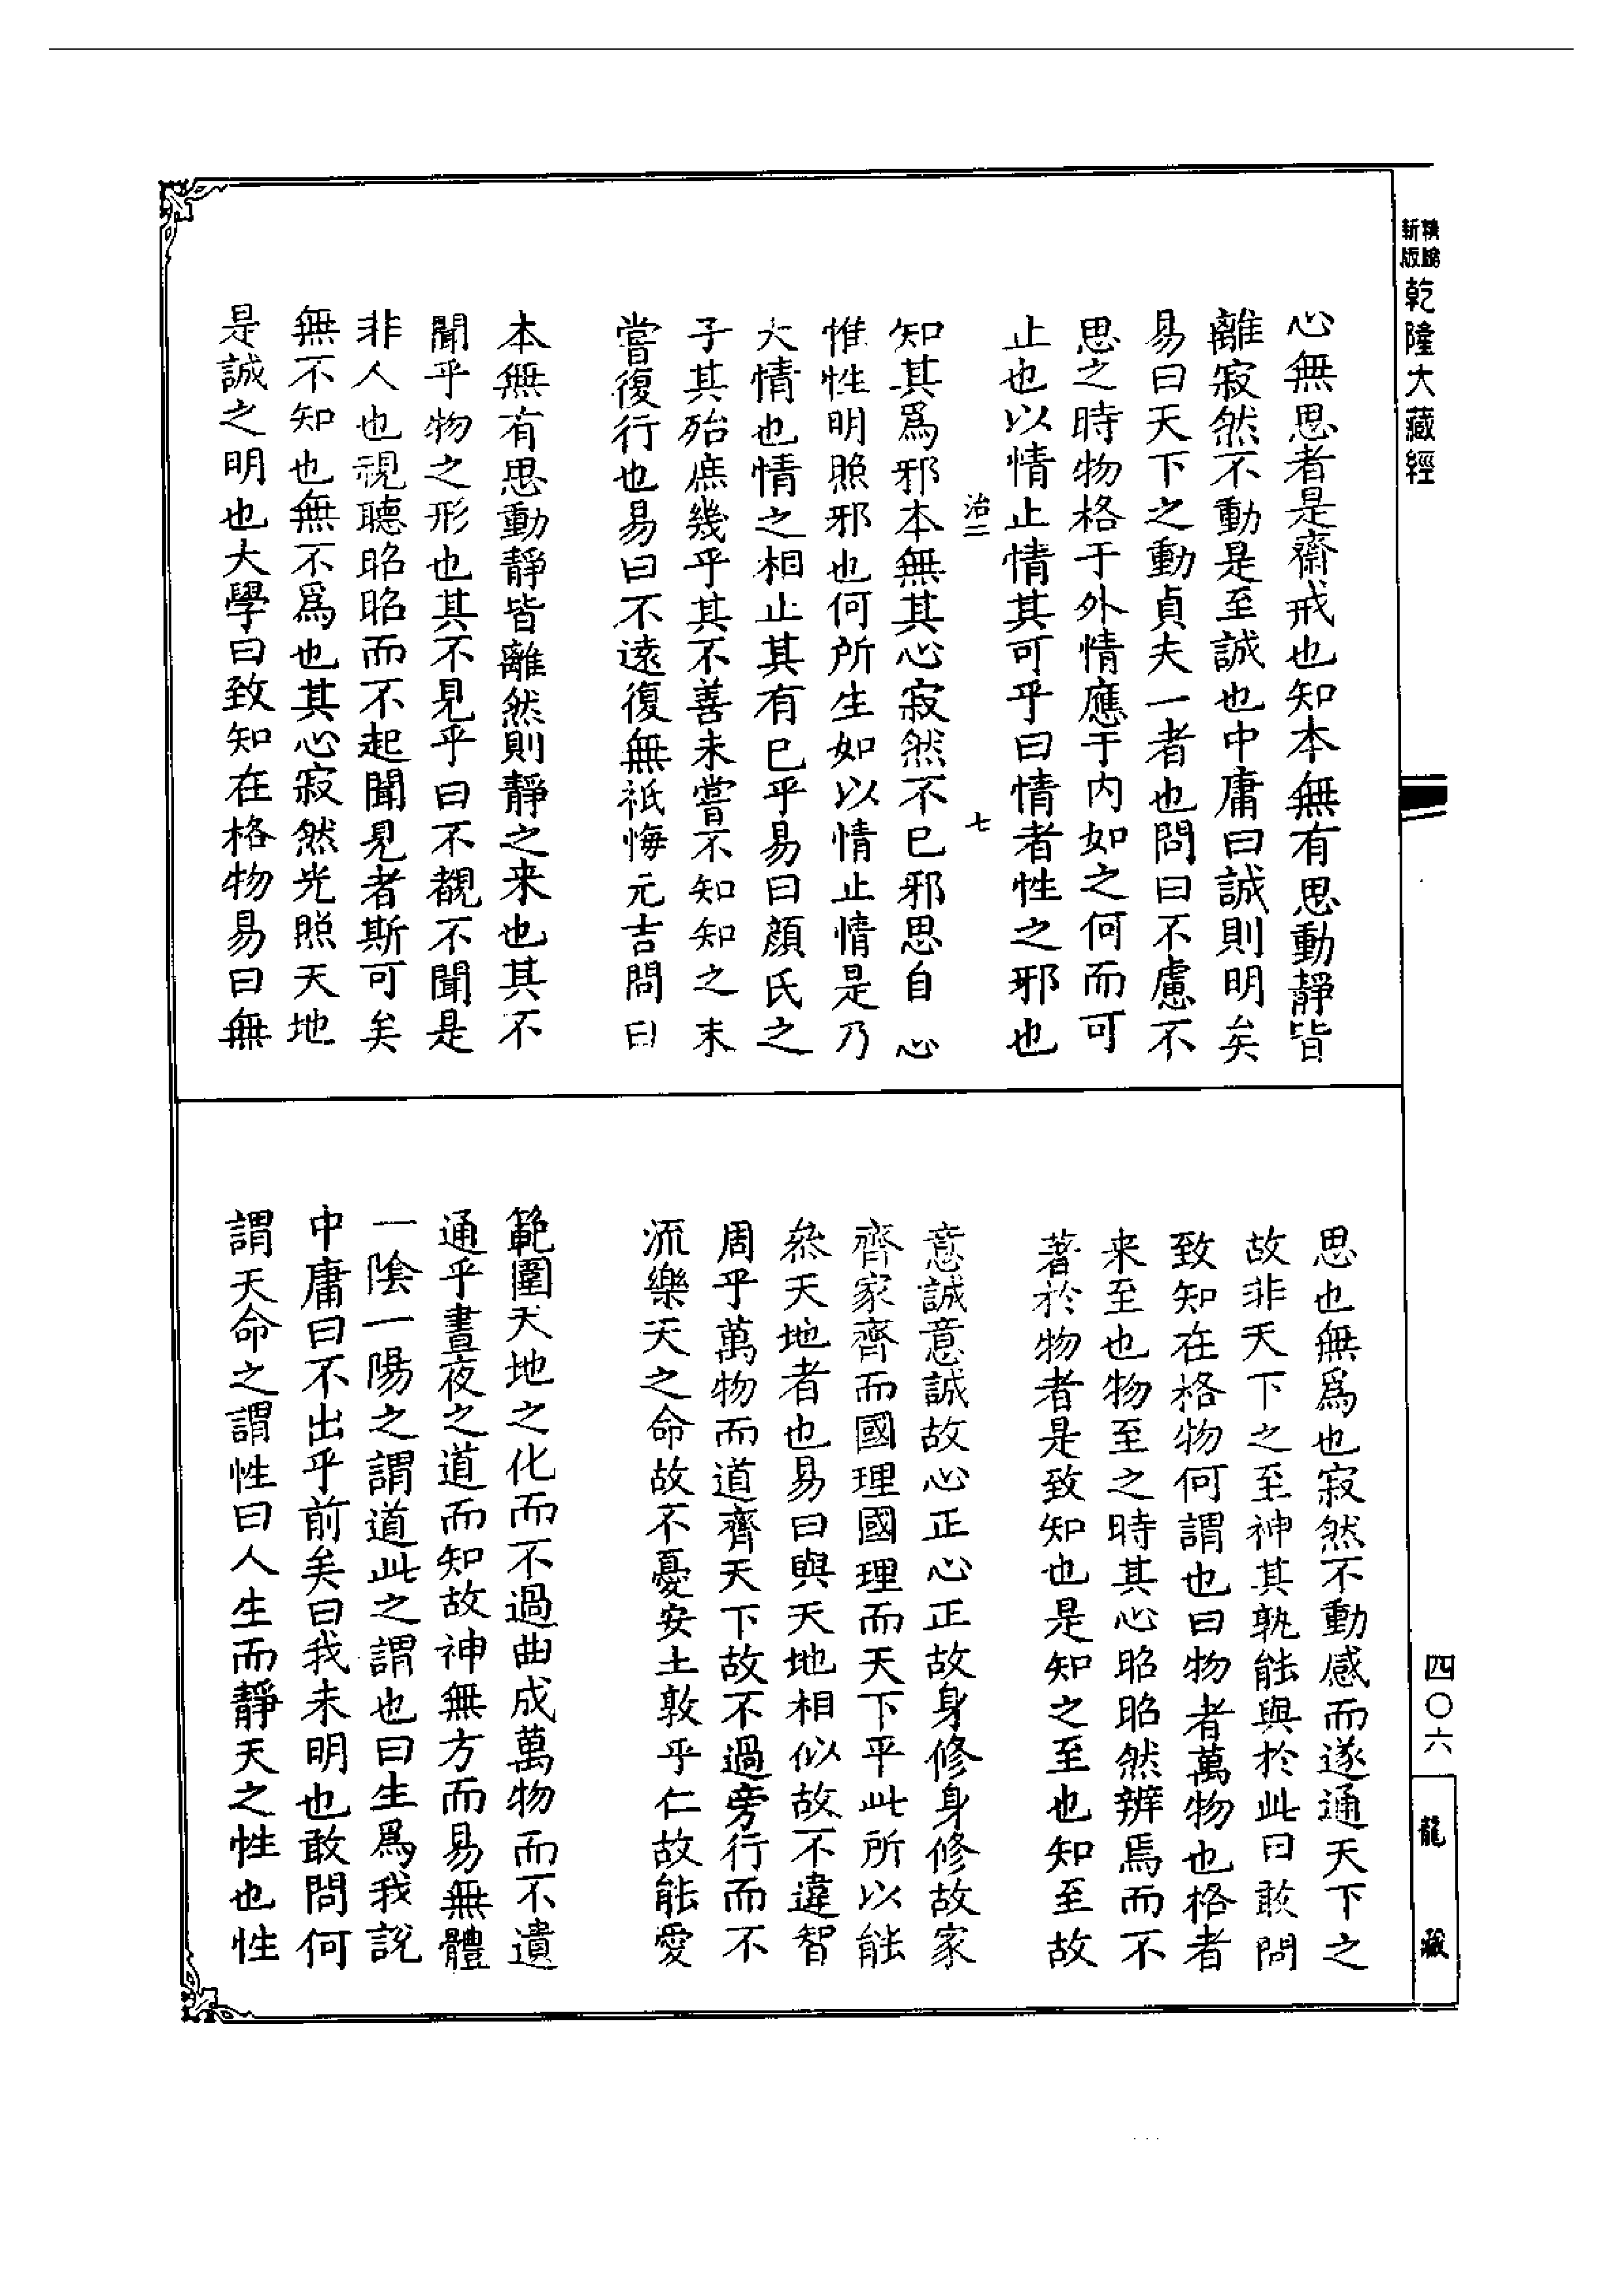 精縮新版
乾隆大藏經
心無思者是齋戒也知本無有思動靜皆
離寂然不動是至誠也中庸曰誠則明矣
易曰天下之動貞夫一者也問曰不慮不
思之時物格于外情應于内如之何而可
止也以情止情其可乎曰情者性之邪也
治二 七
知其爲邪本無其心寂然不已邪思自心
惟性明照邪也何所生如以情止情是乃
大情也情之相止其有已乎易曰顔氏之
子其殆庶幾乎其不善未嘗不知知之未
嘗復行也易曰不遠復無祇悔元吉問曰
本無有思動靜皆離然則靜之来也其不
聞乎物之形也其不見乎曰不覩不聞是
非人也視聽昭昭而不起聞見者斯可矣
無不知也無不爲也其心寂然光照天地
是誠之明也大學曰致知在格物易曰無
思也無爲也寂然不動感而遂通天下之
故非天下之至神其孰能與於此曰敢問
致知在格物何謂也曰物者萬物也格者
来至也物至之時其心昭昭然辨焉而不
著於物者是致知也是知之至也知至故
意誠意誠故心正心正故身修身修故家
齊家齊而國理國理而天下平此所以能
叅天地者也易曰與天地相似故不違智
周乎萬物而道齊天下故不過旁行而不
流樂天之命故不憂安土敦乎仁故能愛
範圍天地之化而不過曲成萬物而不遺
通乎晝夜之道而知故神無方而易無體
一陰一陽之謂道此之謂也曰生爲我說
中庸曰不出乎前矣曰我未明也敢問何
謂天命之謂性曰人生而靜天之性也性
四〇六
龍藏